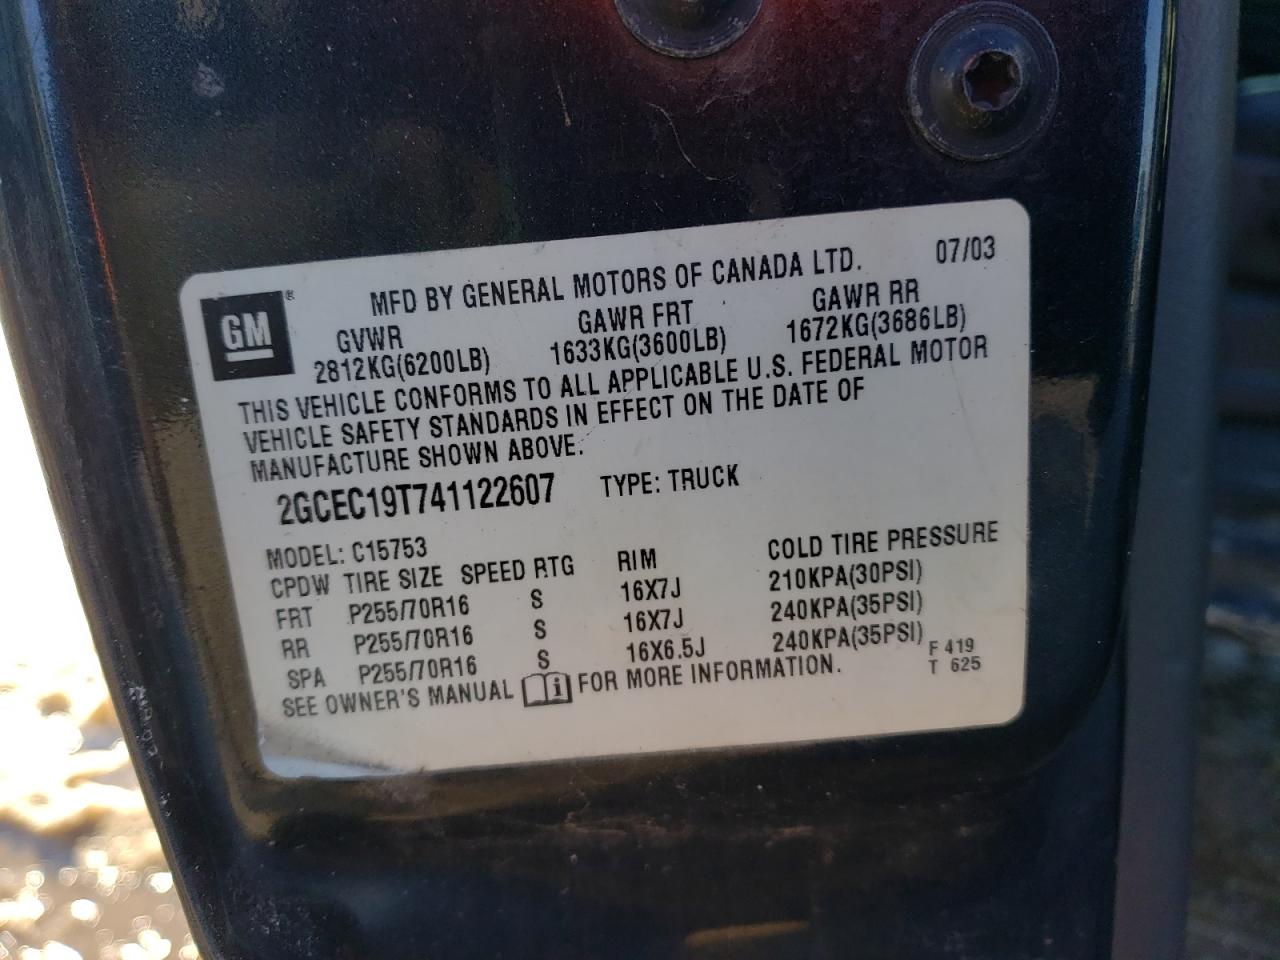 GM ®
MFD BY GENERAL MOTORS OF CANADA LTD. 07/03
GVWR GAWR FRT GAWR RR
2812KG(6200LB) 1633KG(3600LB) 1672KG(3686LB)
THIS VEHICLE CONFORMS TO ALL APPLICABLE U.S. FEDERAL MOTOR
VEHICLE SAFETY STANDARDS IN EFFECT ON THE DATE OF
MANUFACTURE SHOWN ABOVE.
2GCEC19T741122607 TYPE: TRUCK
MODEL: C15753
CPDW TIRE SIZE SPEED RTG RIM COLD TIRE PRESSURE
FRT P255/70R16 S 16X7J 210KPA(30PSI)
RR P255/70R16 S 16X7J 240KPA(35PSI)
SPA P255/70R16 S 16X6.5J 240KPA(35PSI)
SEE OWNER'S MANUAL i FOR MORE INFORMATION.
F 419
T 625